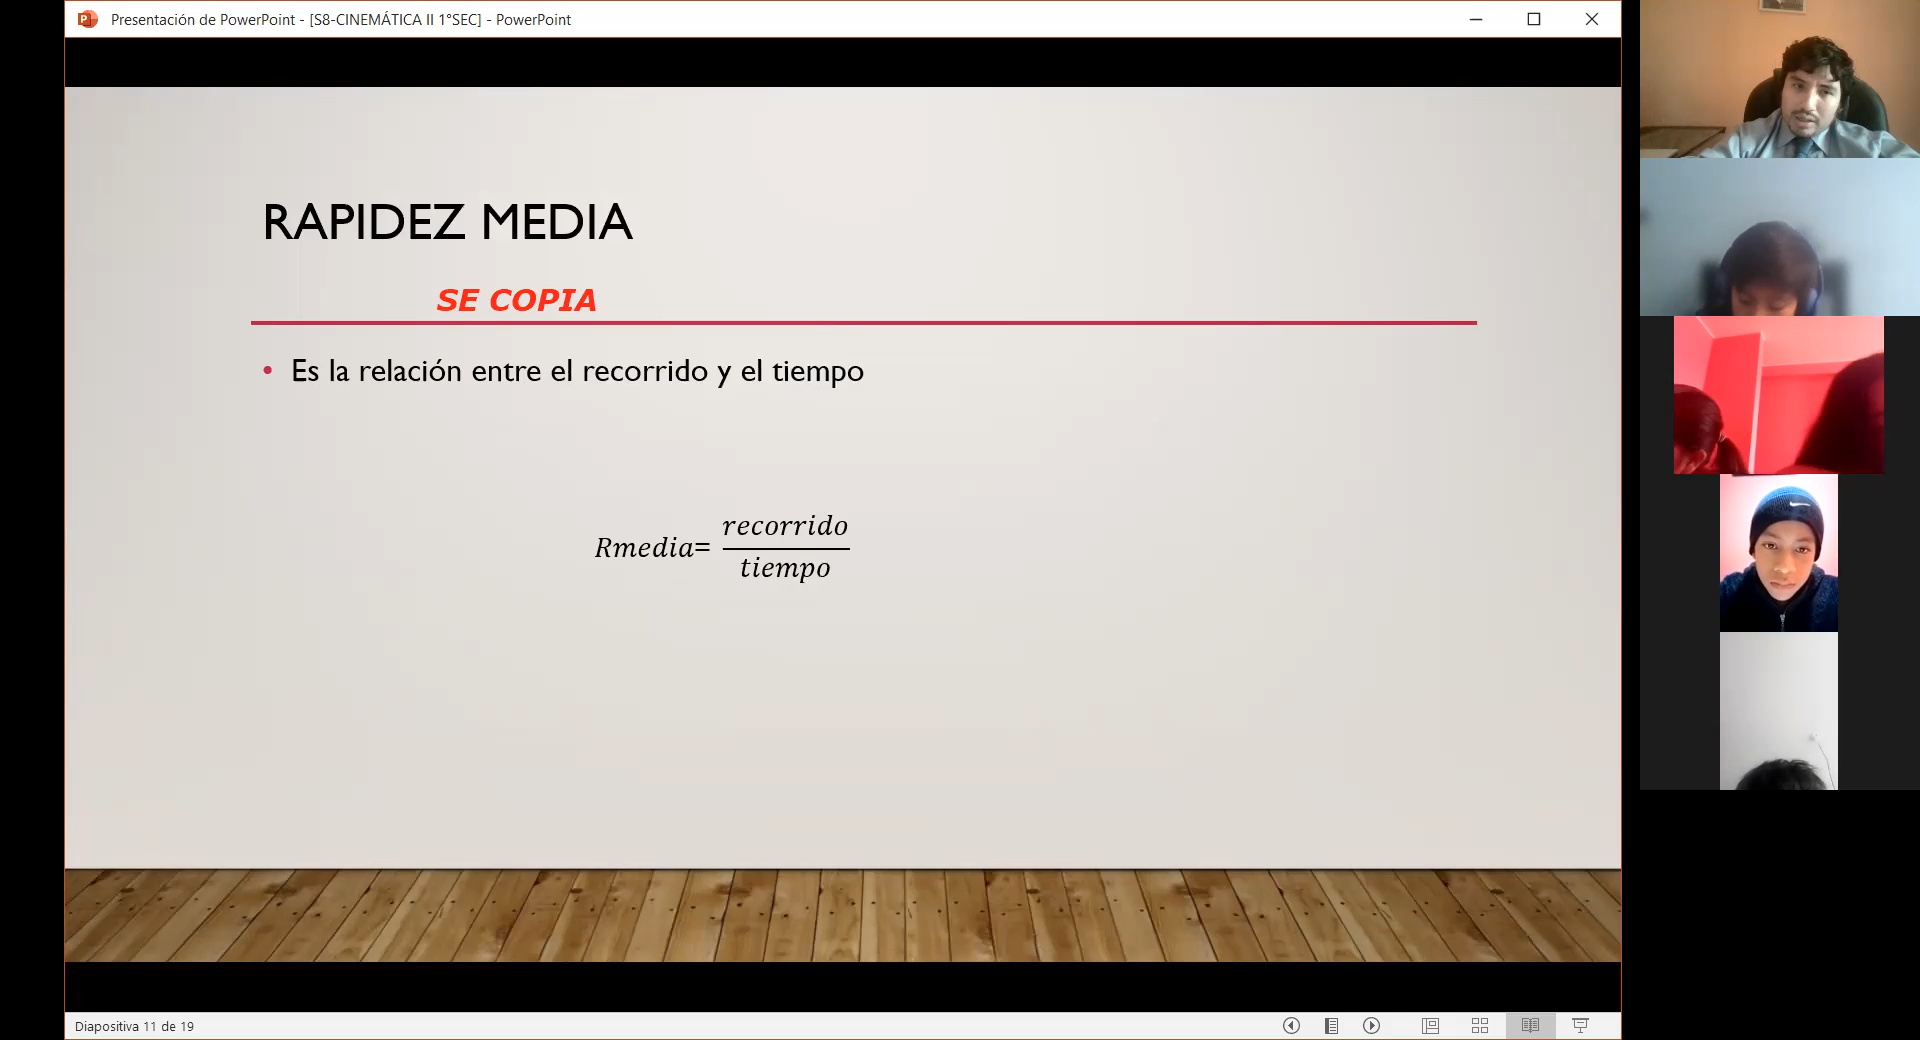 Presentación de PowerPoint - [S8-CINEMÁTICA II 1°SEC] - PowerPoint
RAPIDEZ MEDIA
SE COPIA
• Es la relación entre el recorrido y el tiempo
Rmedia= recorrido
tiempo
Diapositiva 11 de 19